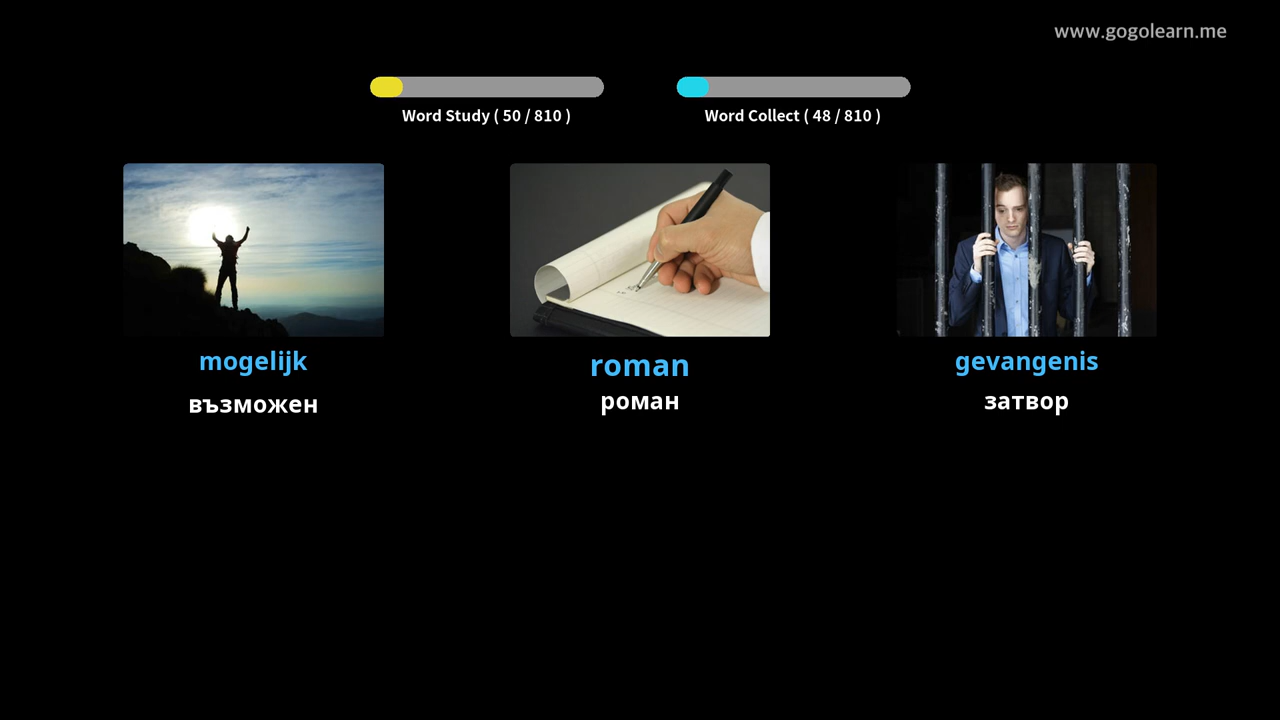 www.gogolearn.me
Word Study ( 50 / 810 )
Word Collect ( 48 / 810 )
mogelijk
възможен
roman
роман
gevangenis
затвор